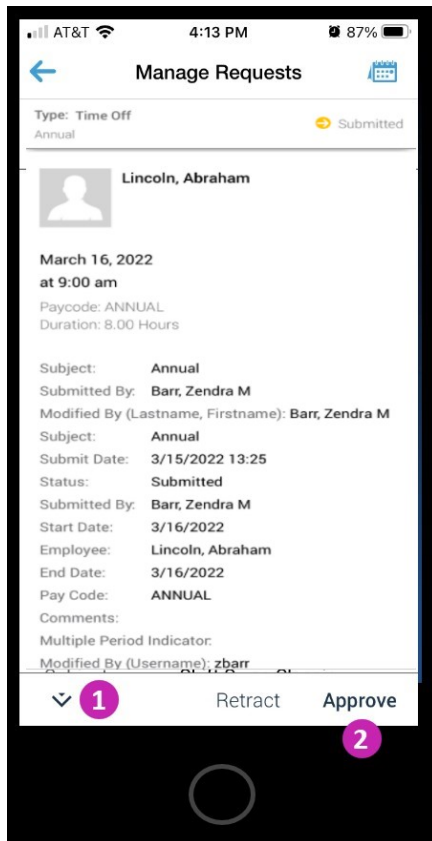 AT&T 4:13 PM 87%
Manage Requests
Type: Time Off
Annual Submitted
Lincoln, Abraham
March 16, 2022
at 9:00 am
Paycode: ANNUAL
Duration: 8.00 Hours
Subject: Annual
Submitted By: Barr, Zendra M
Modified By (Lastname, Firstname): Barr, Zendra M
Subject: Annual
Submit Date: 3/15/2022 13:25
Status: Submitted
Submitted By: Barr, Zendra M
Start Date: 3/16/2022
Employee: Lincoln, Abraham
End Date: 3/16/2022
Pay Code: ANNUAL
Comments:
Multiple Period Indicator:
Modified By (Username): zbarr
1 Retract Approve
2